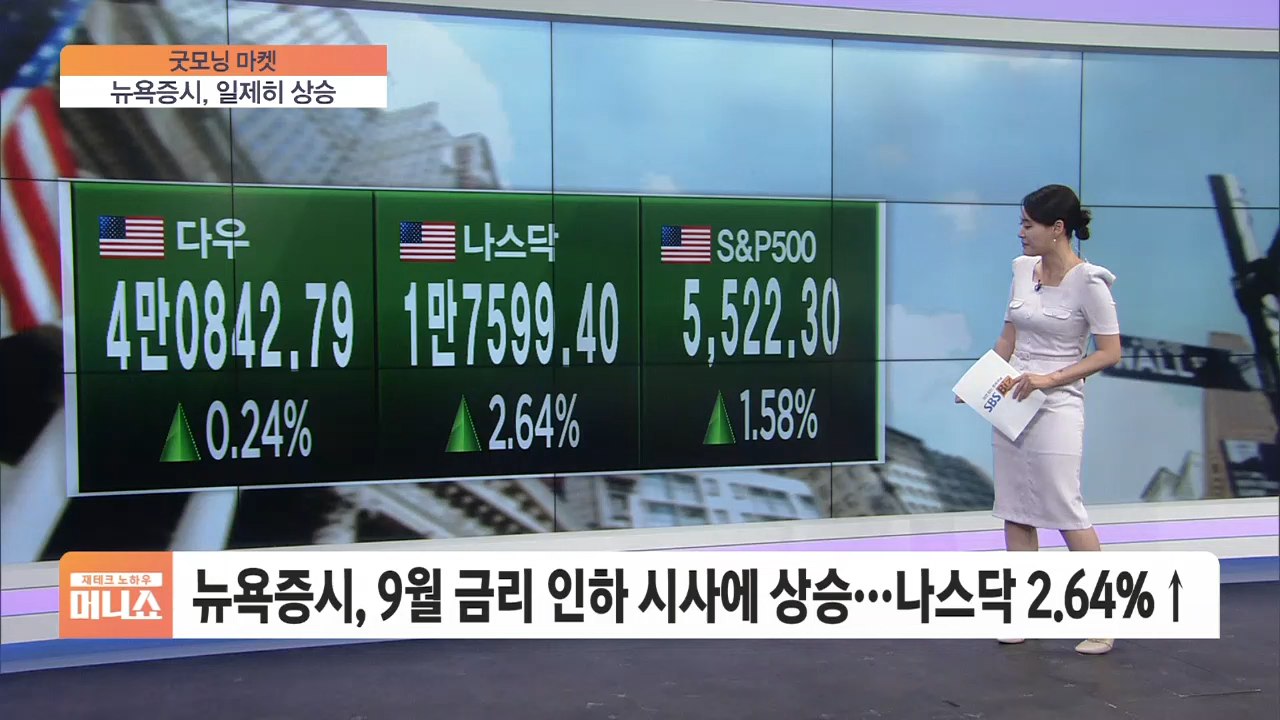 굿모닝 마켓
뉴욕증시, 일제히 상승
다우
4만0842.79
0.24%
나스닥
1만7599.40
2.64%
S&P500
5,522.30
1.58%
WALL
SBS Biz
재테크 노하우
머니쇼
뉴욕증시, 9월 금리 인하 시사에 상승…나스닥 2.64%↑